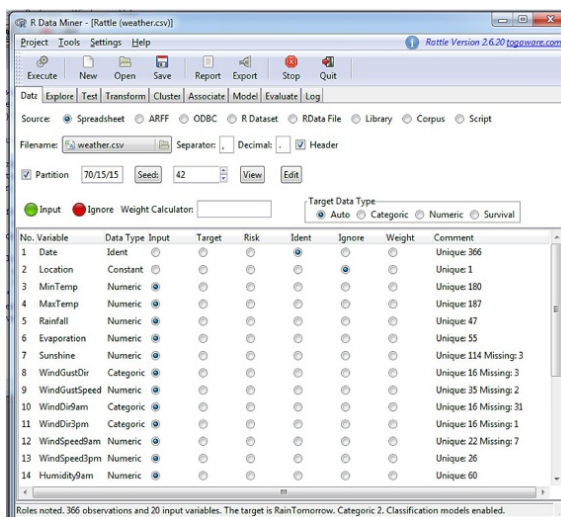 R Data Miner - [Rattle (weather.csv)]
Project Tools Settings Help
Rattle Version 2.6.20 togaware.com
Execute New Open Save Report Export Stop Quit
Data Explore Test Transform Cluster Associate Model Evaluate Log
Source: Spreadsheet ARFF ODBC R Dataset RData File Library Corpus Script
Filename: weather.csv Separator: , Decimal: . Header
Partition 70/15/15 Seed: 42 View Edit
Target Data Type
Input Ignore Weight Calculator: Auto Categoric Numeric Survival
No. Variable Data Type Input Target Risk Ident Ignore Weight Comment
1 Date Ident Unique: 366
2 Location Constant Unique: 1
3 MinTemp Numeric Unique: 180
4 MaxTemp Numeric Unique: 187
5 Rainfall Numeric Unique: 47
6 Evaporation Numeric Unique: 55
7 Sunshine Numeric Unique: 114 Missing: 3
8 WindGustDir Categoric Unique: 16 Missing: 3
9 WindGustSpeed Numeric Unique: 35 Missing: 2
10 WindDir9am Categoric Unique: 16 Missing: 31
11 WindDir3pm Categoric Unique: 16 Missing: 1
12 WindSpeed9am Numeric Unique: 22 Missing: 7
13 WindSpeed3pm Numeric Unique: 26
14 Humidity9am Numeric Unique: 60
Roles noted. 366 observations and 20 input variables. The target is RainTomorrow. Categoric 2. Classification models enabled.